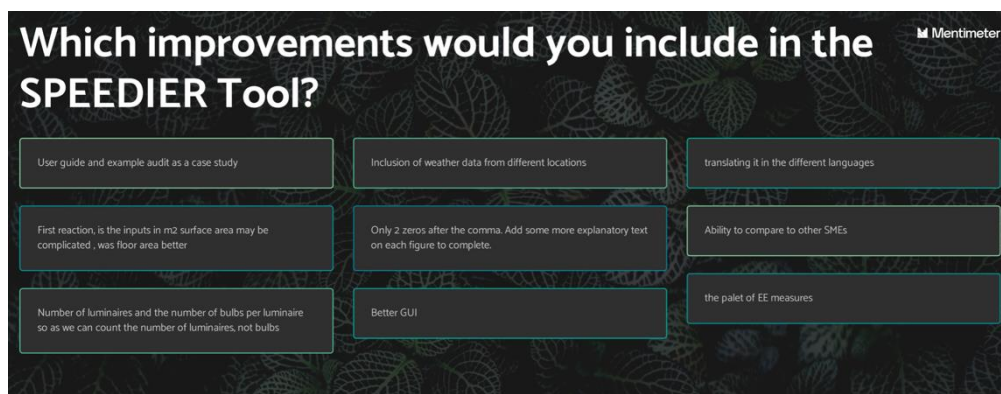 Which improvements would you include in the
SPEEDIER Tool?
Mentimeter
User guide and example audit as a case study
First reaction, is the inputs in m2 surface area may be
complicated , was floor area better
Number of luminaires and the number of bulbs per luminaire
so as we can count the number of luminaires, not bulbs
Inclusion of weather data from different locations
Only 2 zeros after the comma. Add some more explanatory text
on each figure to complete.
Better GUI
translating it in the different languages
Ability to compare to other SMEs
the palet of EE measures